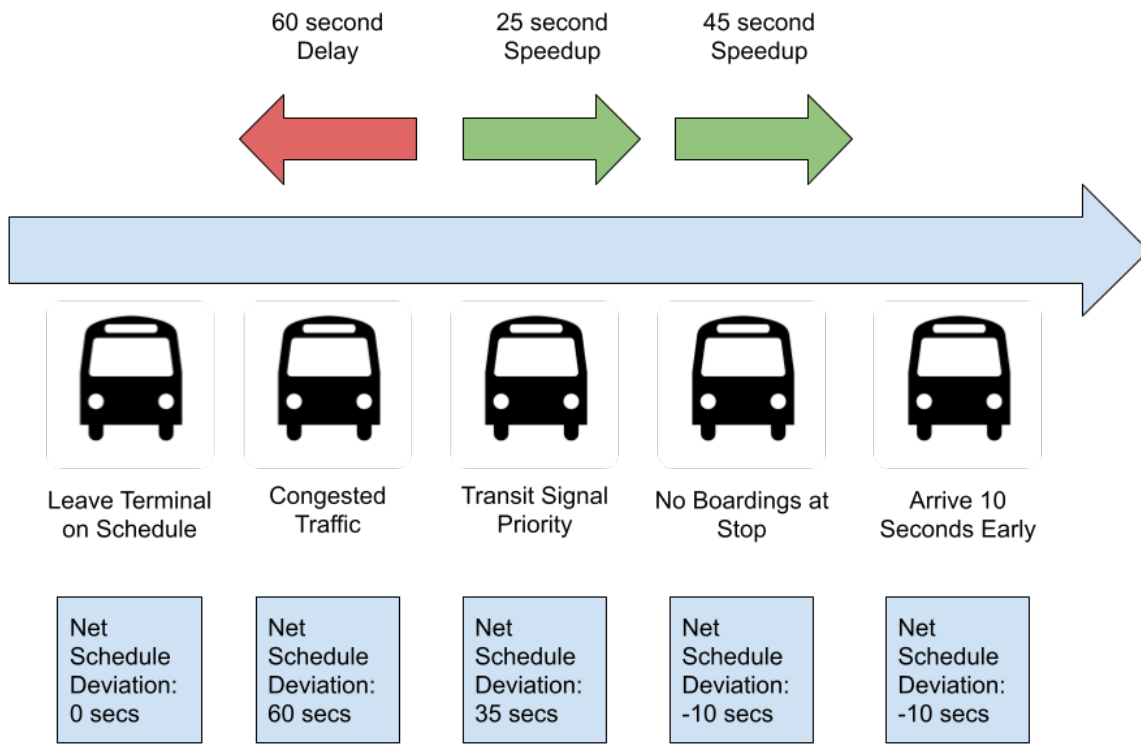 60 second
Delay
25 second
Speedup
45 second
Speedup
Leave Terminal
on Schedule
Congested
Traffic
Transit Signal
Priority
No Boardings at
Stop
Arrive 10
Seconds Early
Net
Schedule
Deviation:
0 secs
Net
Schedule
Deviation:
60 secs
Net
Schedule
Deviation:
35 secs
Net
Schedule
Deviation:
-10 secs
Net
Schedule
Deviation:
-10 secs